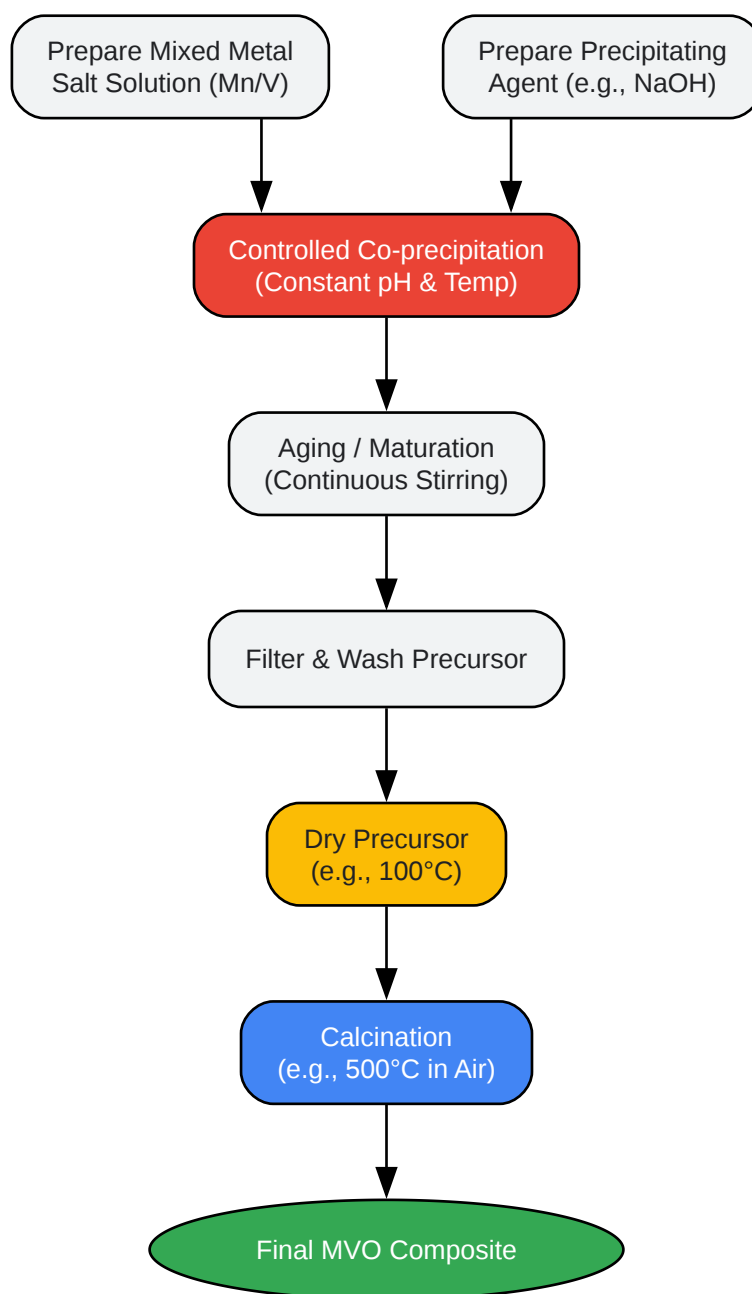 Prepare Mixed Metal
Salt Solution (Mn/V)
Prepare Precipitating
Agent (e.g., NaOH)
Controlled Co-precipitation
(Constant pH & Temp)
Aging / Maturation
(Continuous Stirring)
Filter & Wash Precursor
Dry Precursor
(e.g., 100°C)
Calcination
(e.g., 500°C in Air)
Final MVO Composite